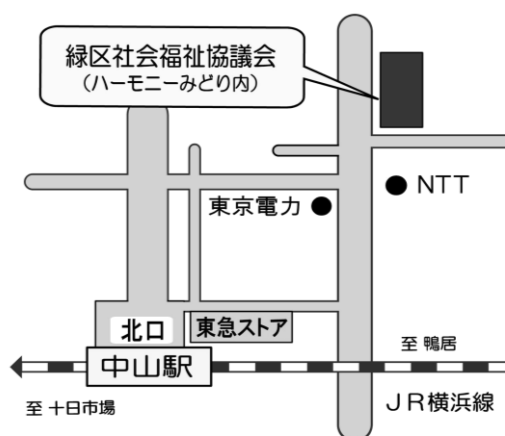 緑区社会福祉協議会
（ハーモニーみどり内）
NTT
東京電力
北口
東急ストア
中山駅
至 鴨居
至 十日市場
ＪＲ横浜線